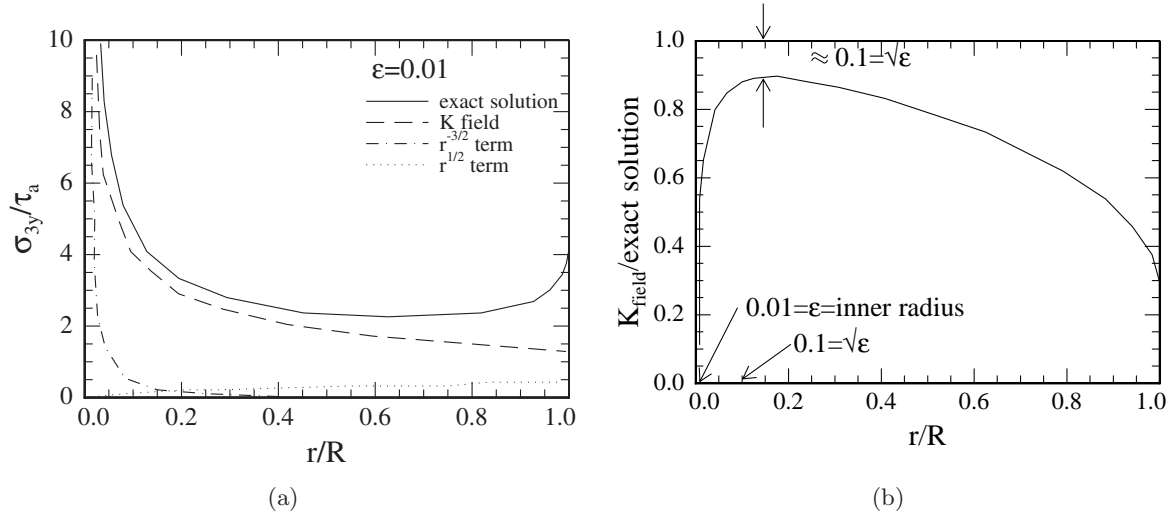 10
8
6
4
2
0
σ3y/τa
ε=0.01
exact solution
K field
r-3/2 term
r1/2 term
0.0 0.2 0.4 0.6 0.8 1.0
r/R
(a)
1.0
0.8
0.6
0.4
0.2
0.0
Kfield/exact solution
≈ 0.1=√ε
0.01=ε=inner radius
0.1=√ε
0.0 0.2 0.4 0.6 0.8 1.0
r/R
(b)